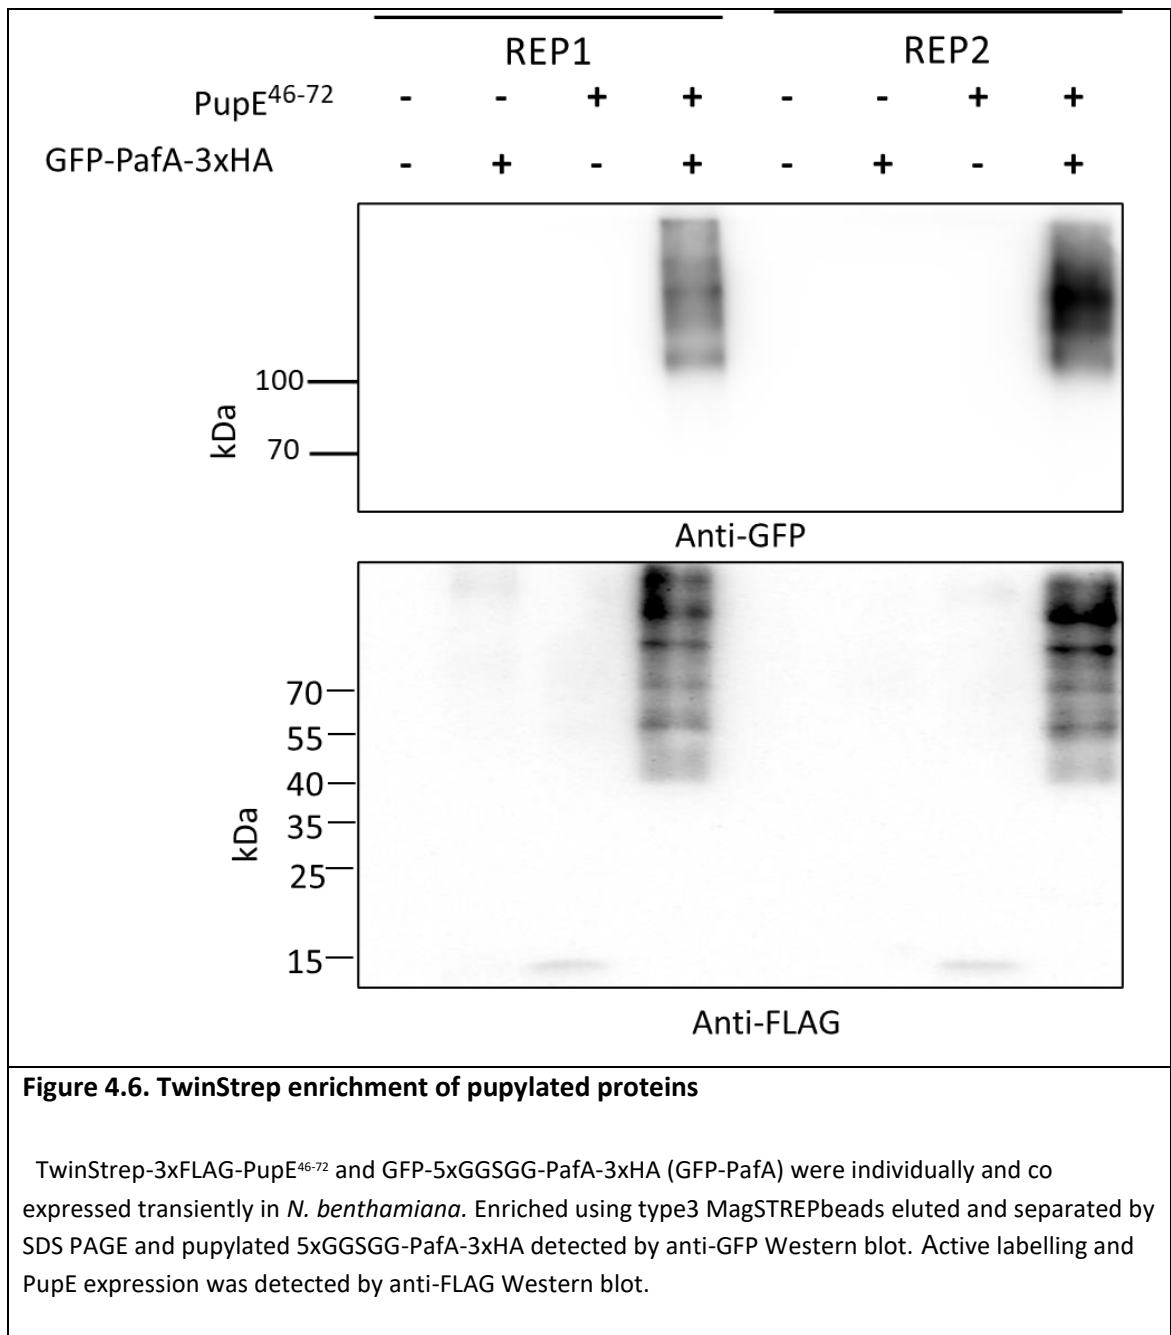 REP1 REP2
PupE46-72 - - + + - - + +
GFP-PafA-3xHA - + - + - + - +
100
kDa
70
Anti-GFP
70
55
40
kDa
35
25
15
Anti-FLAG
Figure 4.6. TwinStrep enrichment of pupylated proteins
TwinStrep-3xFLAG-PupE46-72 and GFP-5xGGSGG-PafA-3xHA (GFP-PafA) were individually and co
expressed transiently in N. benthamiana. Enriched using type3 MagSTREPbeads eluted and separated by
SDS PAGE and pupylated 5xGGSGG-PafA-3xHA detected by anti-GFP Western blot. Active labelling and
PupE expression was detected by anti-FLAG Western blot.